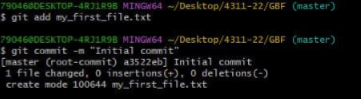 79046@DESKTOP-4RJ1R9B MINGW64 ~/Desktop/4311-22/GBF (master)
$ git add my_first_file.txt
79046@DESKTOP-4RJ1R9B MINGW64 ~/Desktop/4311-22/GBF (master)
$ git commit -m "Initial commit"
[master (root-commit) a3522eb] Initial commit
1 file changed, 0 insertions(+), 0 deletions(-)
create mode 100644 my_first_file.txt